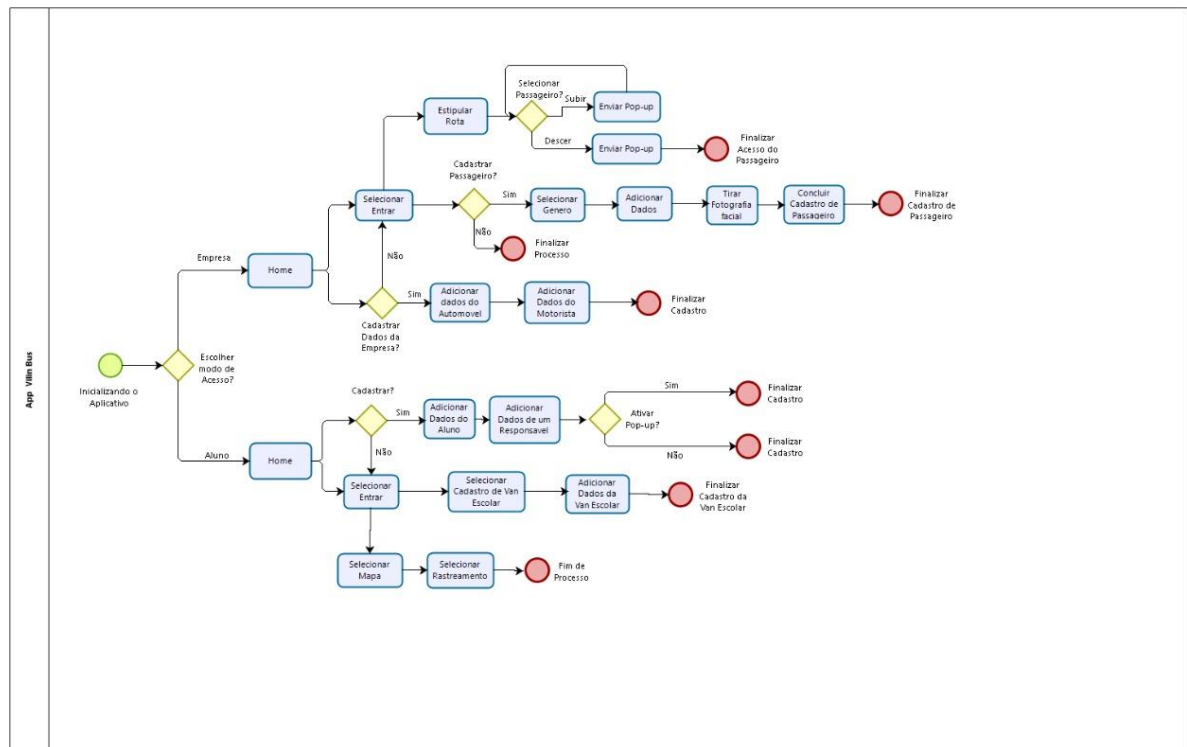 App Vilin Bus
Inicializando o
Aplicativo
Escolher
modo de
Acesso?
Empresa
Home
Selecionar
Entrar
Estipular
Rota
Selecionar
Passageiro?
Subir
Enviar Pop-up
Descer
Enviar Pop-up
Finalizar
Acesso do
Passageiro
Cadastrar
Passageiro?
Sim
Selecionar
Genero
Adicionar
Dados
Tirar
Fotografia
facial
Concluir
Cadastro de
Passageiro
Finalizar
Cadastro de
Passageiro
Não
Finalizar
Processo
Não
Cadastrar
Dados da
Empresa?
Sim
Adicionar
dados do
Automovel
Adicionar
Dados do
Motorista
Finalizar
Cadastro
Aluno
Home
Cadastrar?
Sim
Adicionar
Dados do
Aluno
Adicionar
Dados de um
Responsavel
Ativar
Pop-up?
Sim
Finalizar
Cadastro
Não
Finalizar
Cadastro
Não
Selecionar
Entrar
Selecionar
Cadastro de Van
Escolar
Adicionar
Dados da
Van Escolar
Finalizar
Cadastro da
Van Escolar
Selecionar
Mapa
Selecionar
Rastreamento
Fim de
Processo